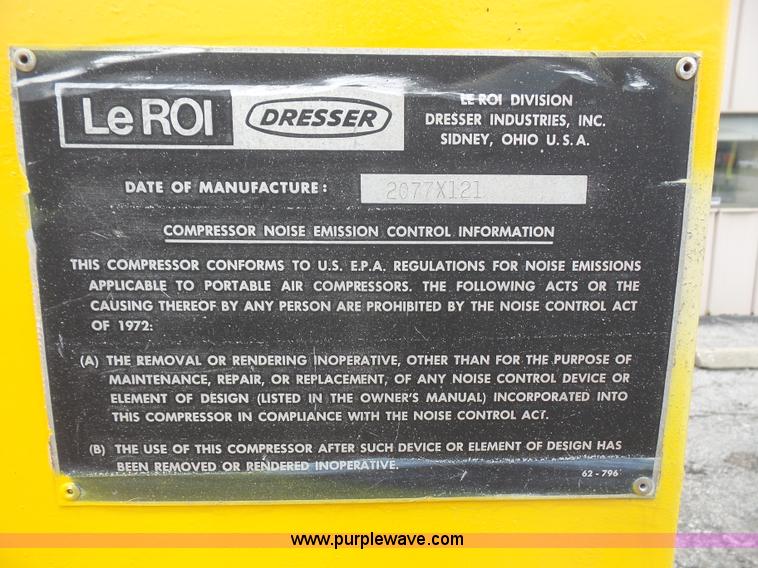 Le ROI DRESSER
LE ROI DIVISION
DRESSER INDUSTRIES, INC.
SIDNEY, OHIO U.S.A.
DATE OF MANUFACTURE: 2077X121
COMPRESSOR NOISE EMISSION CONTROL INFORMATION
THIS COMPRESSOR CONFORMS TO U.S. E.P.A. REGULATIONS FOR NOISE EMISSIONS
APPLICABLE TO PORTABLE AIR COMPRESSORS. THE FOLLOWING ACTS OR THE
CAUSING THEREOF BY ANY PERSON ARE PROHIBITED BY THE NOISE CONTROL ACT
OF 1972:
(A) THE REMOVAL OR RENDERING INOPERATIVE, OTHER THAN FOR THE PURPOSE OF
MAINTENANCE, REPAIR, OR REPLACEMENT, OF ANY NOISE CONTROL DEVICE OR
ELEMENT OF DESIGN (LISTED IN THE OWNER'S MANUAL) INCORPORATED INTO
THIS COMPRESSOR IN COMPLIANCE WITH THE NOISE CONTROL ACT.
(B) THE USE OF THIS COMPRESSOR AFTER SUCH DEVICE OR ELEMENT OF DESIGN HAS
BEEN REMOVED OR RENDERED INOPERATIVE.
62-796
www.purplewave.com